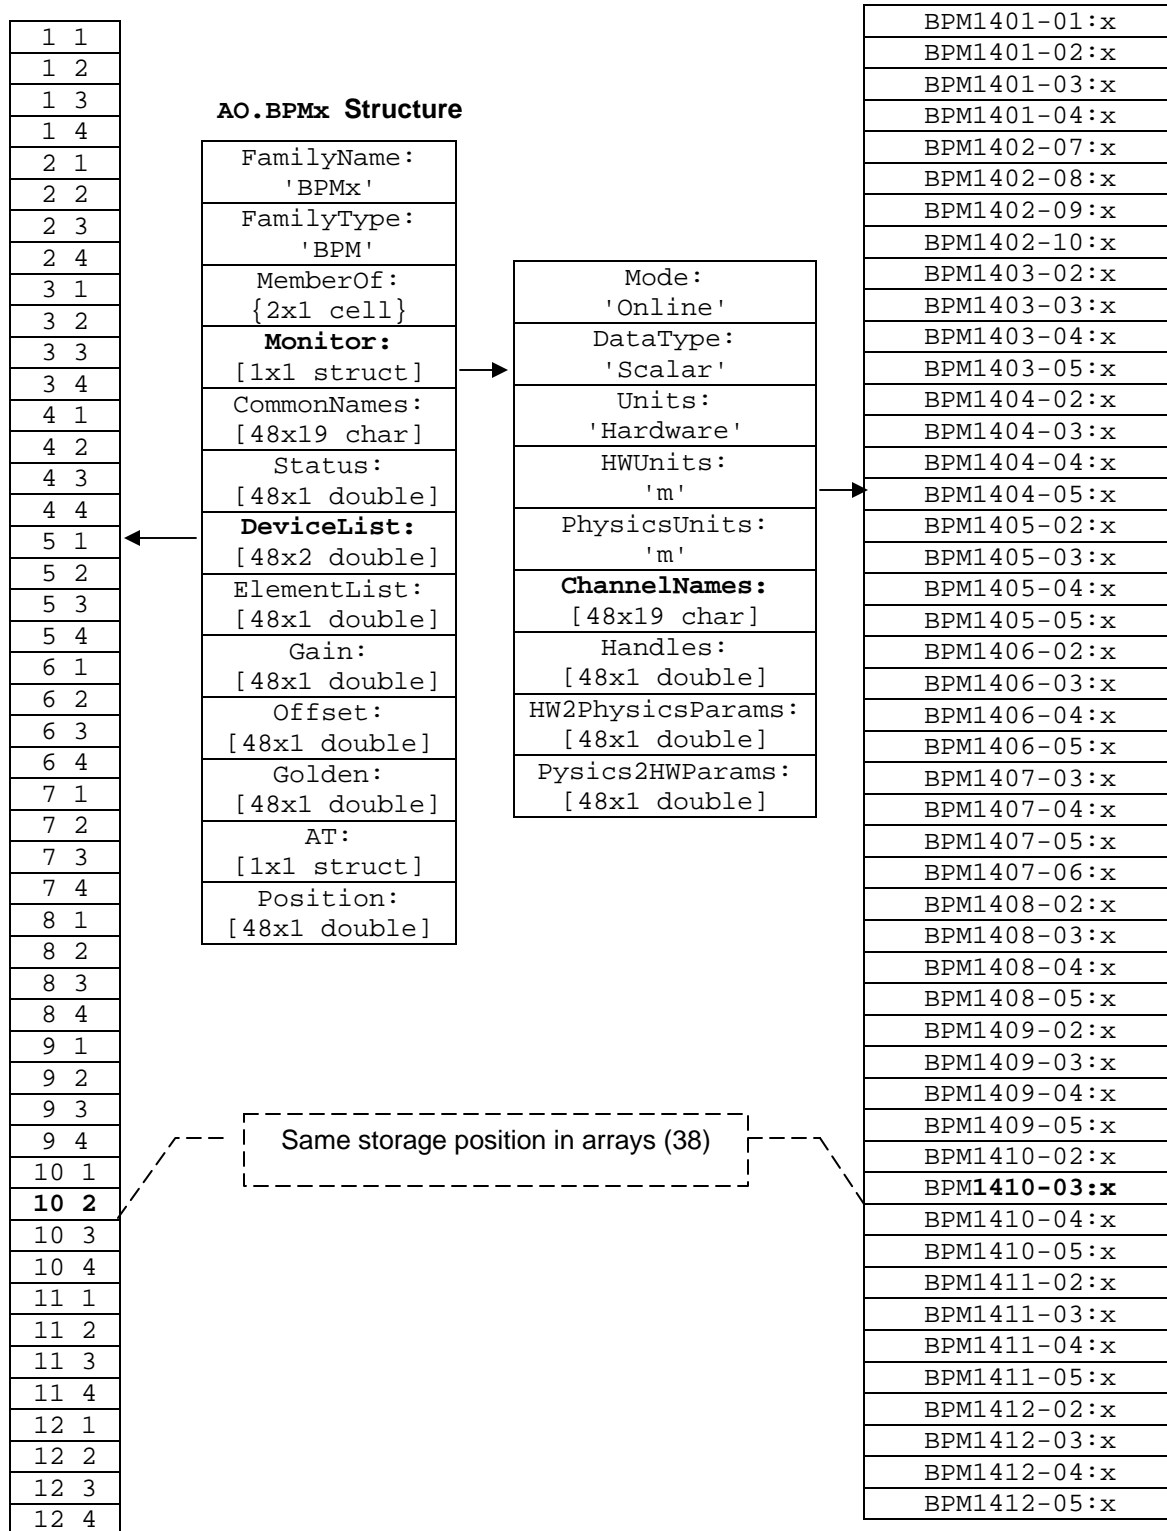 1 1
1 2
1 3
1 4
2 1
2 2
2 3
2 4
3 1
3 2
3 3
3 4
4 1
4 2
4 3
4 4
5 1
5 2
5 3
5 4
6 1
6 2
6 3
6 4
7 1
7 2
7 3
7 4
8 1
8 2
8 3
8 4
9 1
9 2
9 3
9 4
10 1
10 2
10 3
10 4
11 1
11 2
11 3
11 4
12 1
12 2
12 3
12 4
AO.BPMx Structure
FamilyName:
'BPMx'
FamilyType:
'BPM'
MemberOf:
{2x1 cell}
Monitor:
[1x1 struct]
CommonNames:
[48x19 char]
Status:
[48x1 double]
DeviceList:
[48x2 double]
ElementList:
[48x1 double]
Gain:
[48x1 double]
Offset:
[48x1 double]
Golden:
[48x1 double]
AT:
[1x1 struct]
Position:
[48x1 double]
Mode:
'Online'
DataType:
'Scalar'
Units:
'Hardware'
HWUnits:
'm'
PhysicsUnits:
'm'
ChannelNames:
[48x19 char]
Handles:
[48x1 double]
HW2PhysicsParams:
[48x1 double]
Pysics2HWParams:
[48x1 double]
Same storage position in arrays (38)
BPM1401-01:x
BPM1401-02:x
BPM1401-03:x
BPM1401-04:x
BPM1402-07:x
BPM1402-08:x
BPM1402-09:x
BPM1402-10:x
BPM1403-02:x
BPM1403-03:x
BPM1403-04:x
BPM1403-05:x
BPM1404-02:x
BPM1404-03:x
BPM1404-04:x
BPM1404-05:x
BPM1405-02:x
BPM1405-03:x
BPM1405-04:x
BPM1405-05:x
BPM1406-02:x
BPM1406-03:x
BPM1406-04:x
BPM1406-05:x
BPM1407-03:x
BPM1407-04:x
BPM1407-05:x
BPM1407-06:x
BPM1408-02:x
BPM1408-03:x
BPM1408-04:x
BPM1408-05:x
BPM1409-02:x
BPM1409-03:x
BPM1409-04:x
BPM1409-05:x
BPM1410-02:x
BPM1410-03:x
BPM1410-04:x
BPM1410-05:x
BPM1411-02:x
BPM1411-03:x
BPM1411-04:x
BPM1411-05:x
BPM1412-02:x
BPM1412-03:x
BPM1412-04:x
BPM1412-05:x